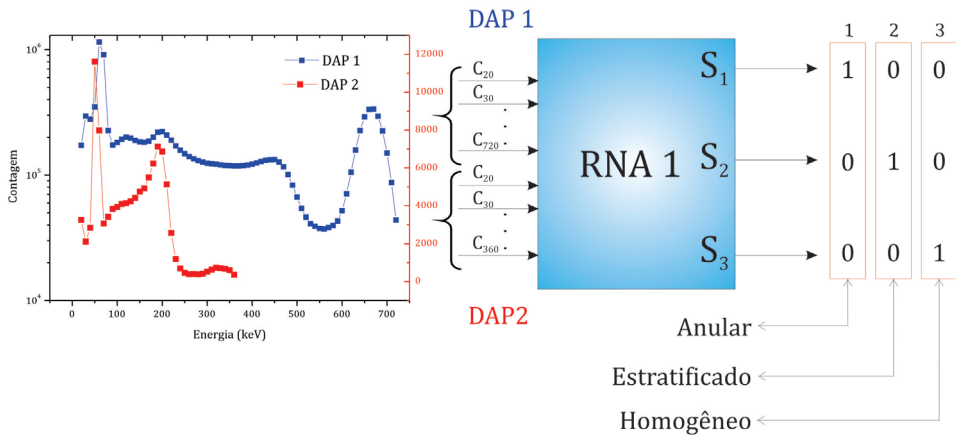 10⁶
10⁵
10⁴
Contagem
DAP 1
DAP 2
12000
10000
8000
6000
4000
2000
0
0 100 200 300 400 500 600 700
Energia (keV)
DAP 1
C₂₀
C₃₀
C₇₂₀
C₂₀
C₃₀
C₃₆₀
DAP2
RNA 1
S₁
S₂
S₃
1 2 3
1 0 0
0 1 0
0 0 1
Anular
Estratificado
Homogêneo